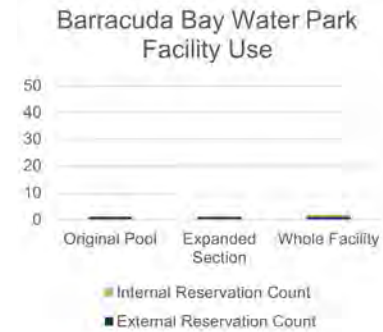 Barracuda Bay Water Park
Facility Use
50
40
30
20
10
0
Original Pool
Expanded
Section
Whole Facility
Internal Reservation Count
External Reservation Count